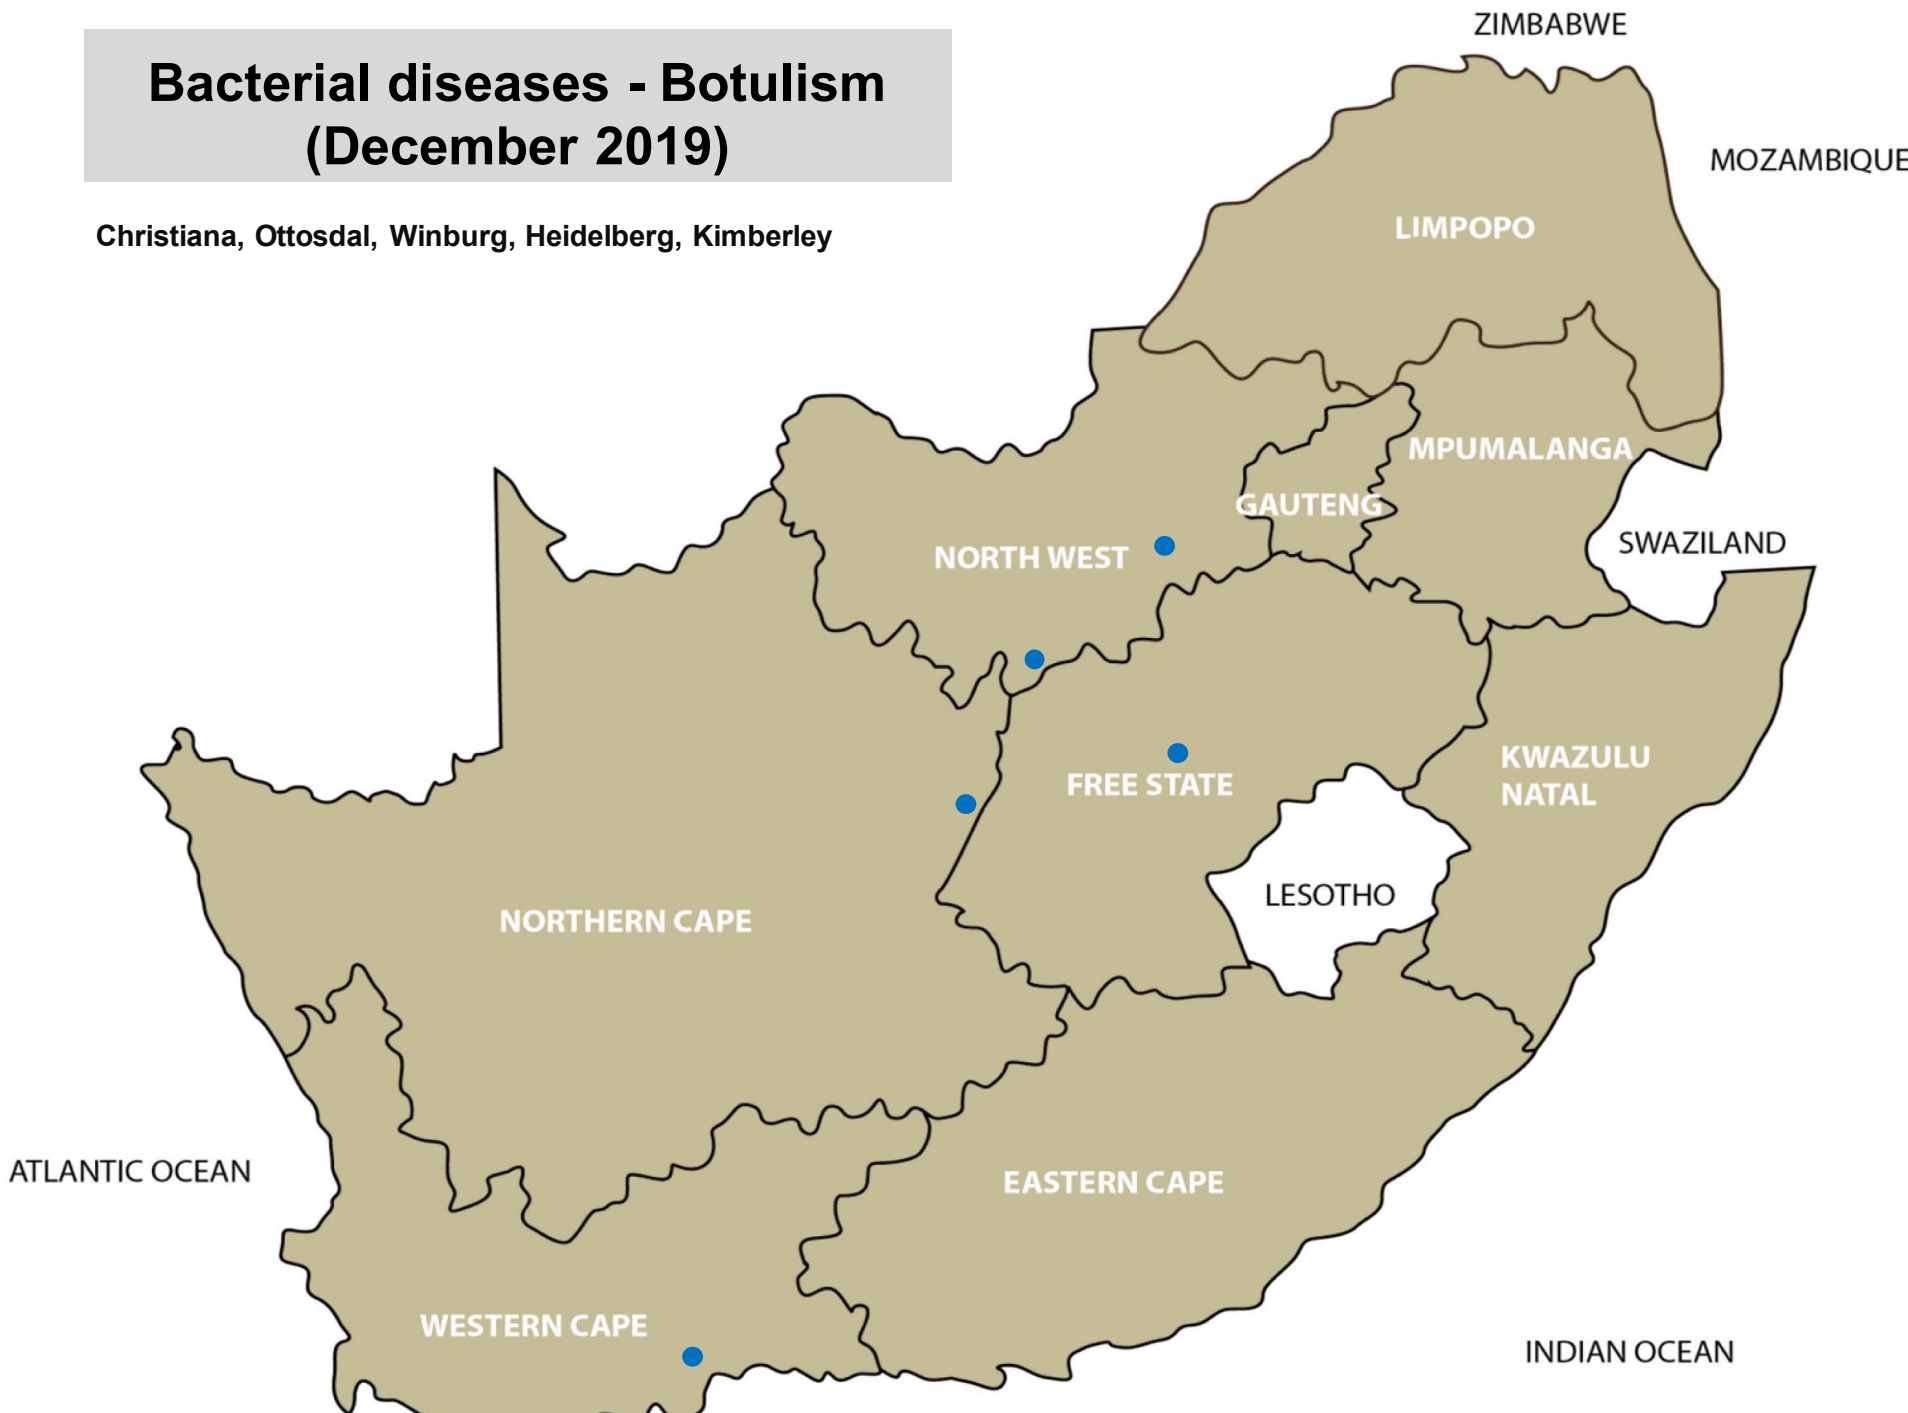 Bacterial diseases - Botulism
(December 2019)
Christiana, Ottosdal, Winburg, Heidelberg, Kimberley
ZIMBABWE
MOZAMBIQUE
LIMPOPO
MPUMALANGA
GAUTENG
SWAZILAND
NORTH WEST
KWAZULU
NATAL
FREE STATE
LESOTHO
NORTHERN CAPE
ATLANTIC OCEAN
EASTERN CAPE
WESTERN CAPE
INDIAN OCEAN